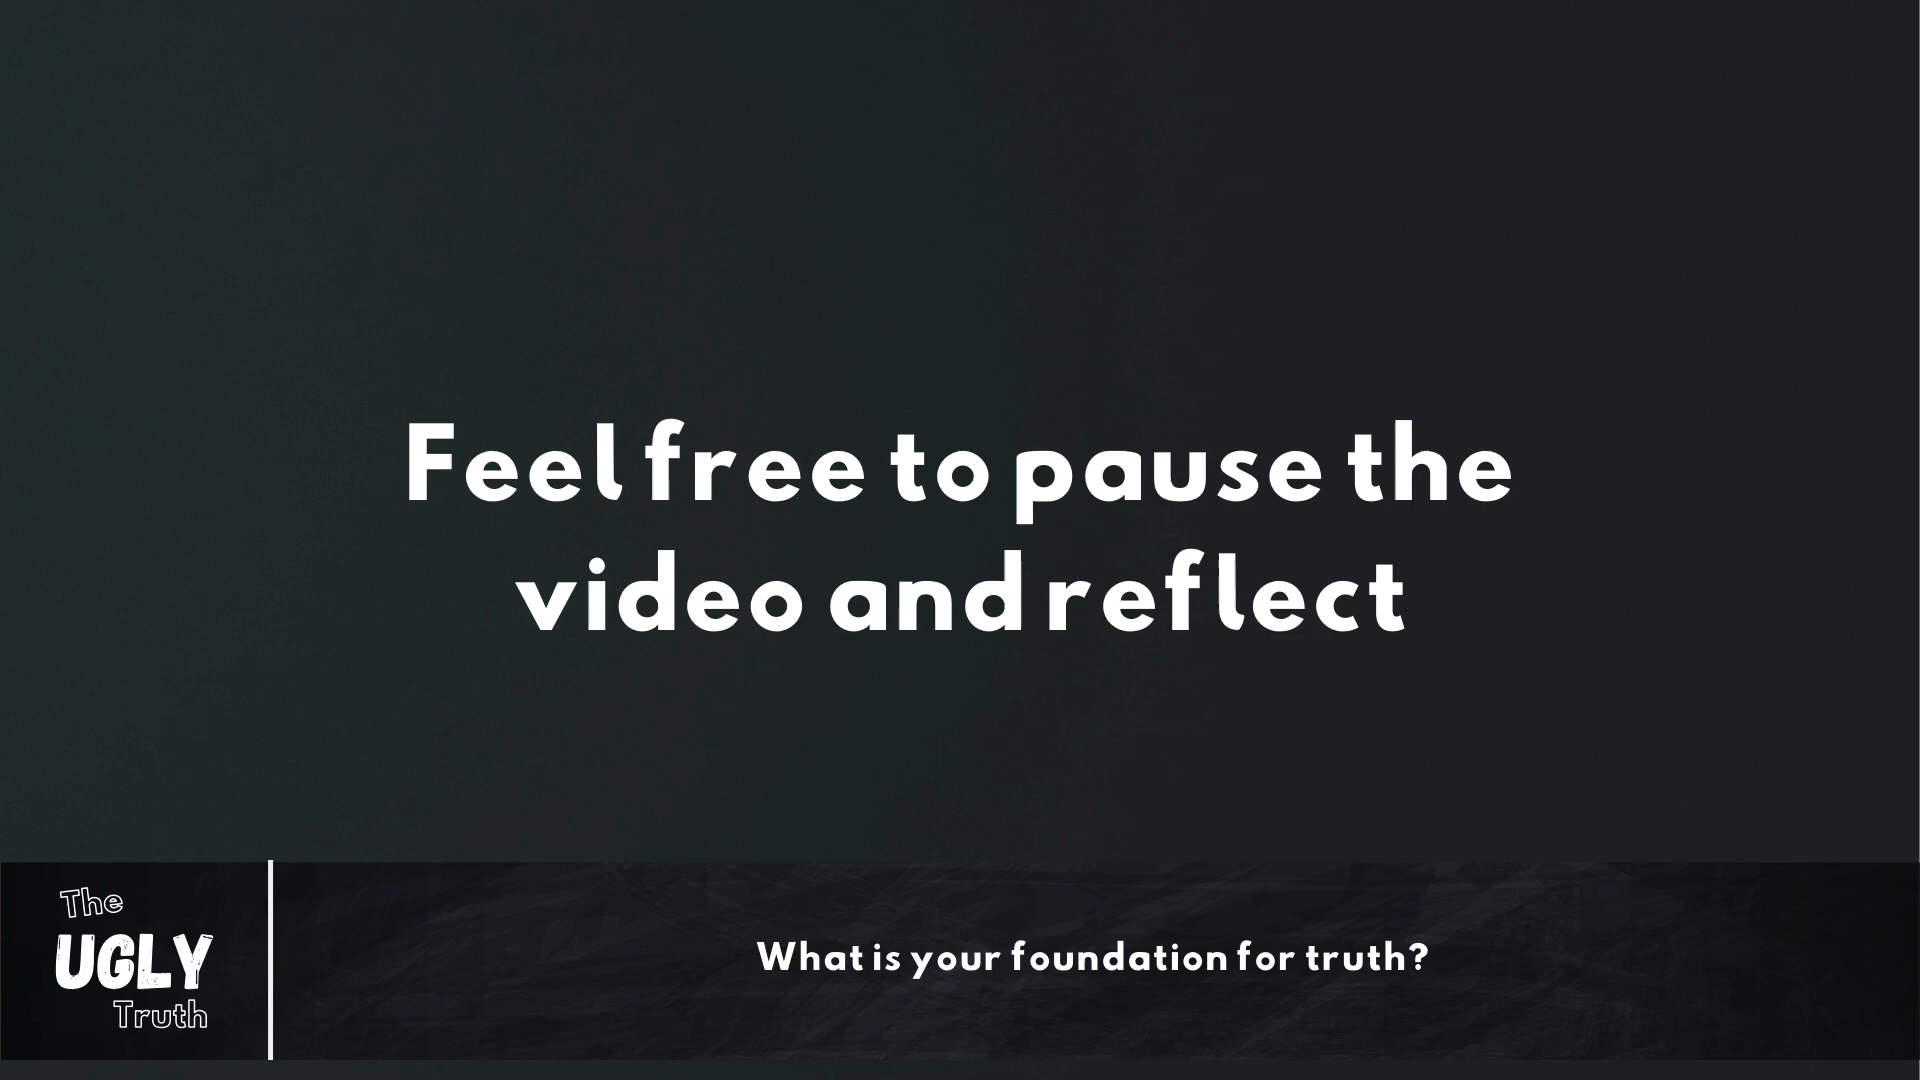 Feel free to pause the
video and reflect
The
UGLY
Truth
What is your foundation for truth?